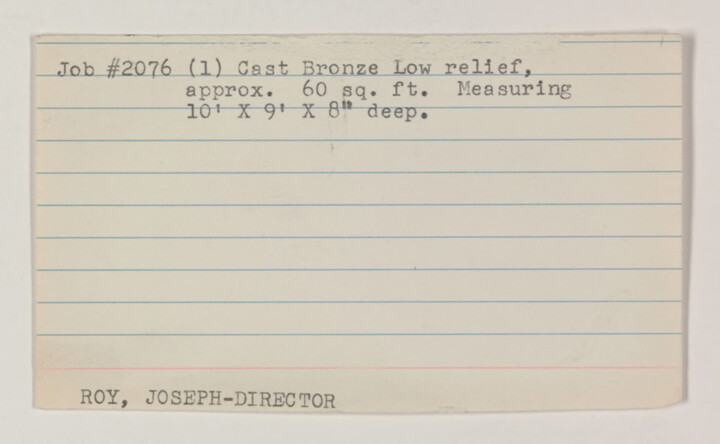 Job #2076 (1) Cast Bronze Low relief,
approx. 60 sq. ft. Measuring
10' X 9' X 8" deep.
ROY, JOSEPH-DIRECTOR